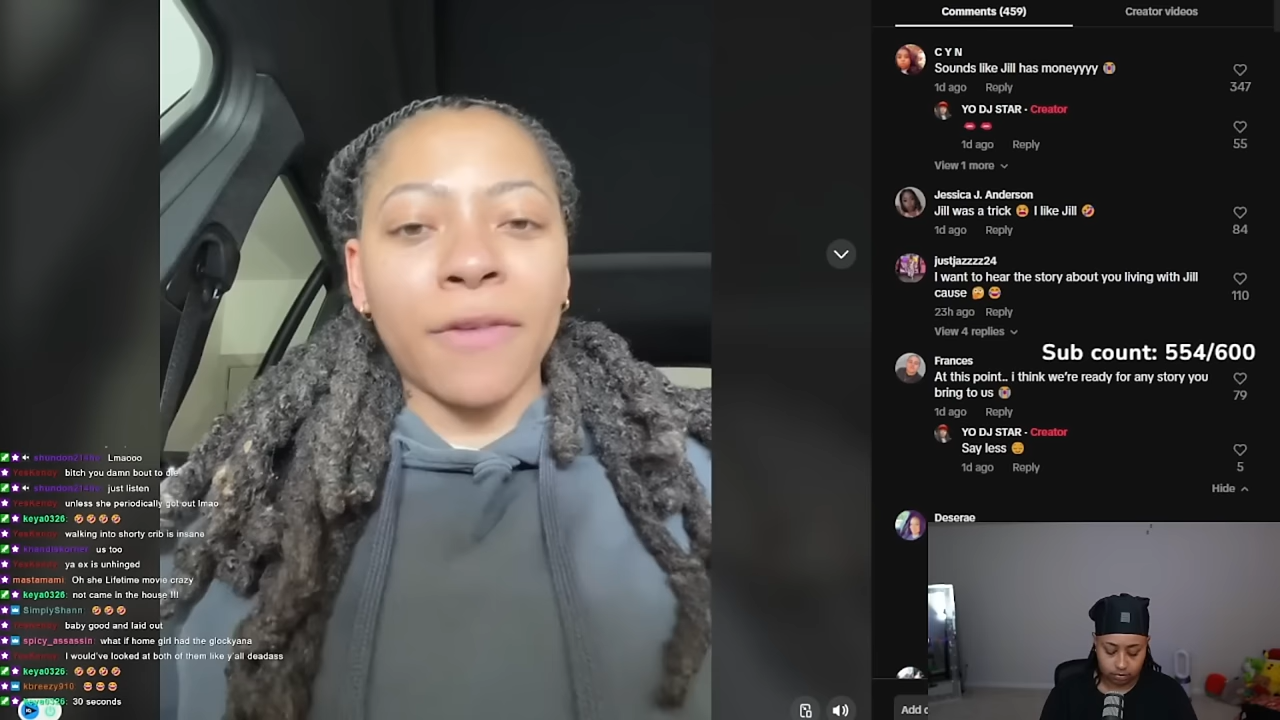 Comments (459)
Creator videos
C Y N
Sounds like Jill has moneyyyy 😭
347
1d ago Reply
YO DJ STAR · Creator
🫦🫦
55
1d ago Reply
View 1 more
Jessica J. Anderson
Jill was a trick 😫 I like Jill 🤣
84
1d ago Reply
justjazzzz24
I want to hear the story about you living with Jill
cause 🫣😂
110
23h ago Reply
View 4 replies
Sub count: 554/600
Frances
At this point.. i think we're ready for any story you
bring to us 😭
79
1d ago Reply
YO DJ STAR · Creator
Say less
5
1d ago Reply
Hide
Deserae
Add c
Lmaooo
bitch you damn bout to die
just listen
unless she periodically got out lmao
keya0326: 🤣🤣🤣🤣
walking into shorty crib is insane
us too
ya ex is unhinged
mastamami: Oh she Lifetime movie crazy
keya0326: not came in the house !!!
SimplyShann: 🤣🤣🤣
baby good and laid out
spicy_assassin: what if home girl had the glockyana
I would've looked at both of them like y'all deadass
keya0326: 🤣🤣🤣🤣
kbreezy910: 😂😂😂
keya0326: 30 seconds